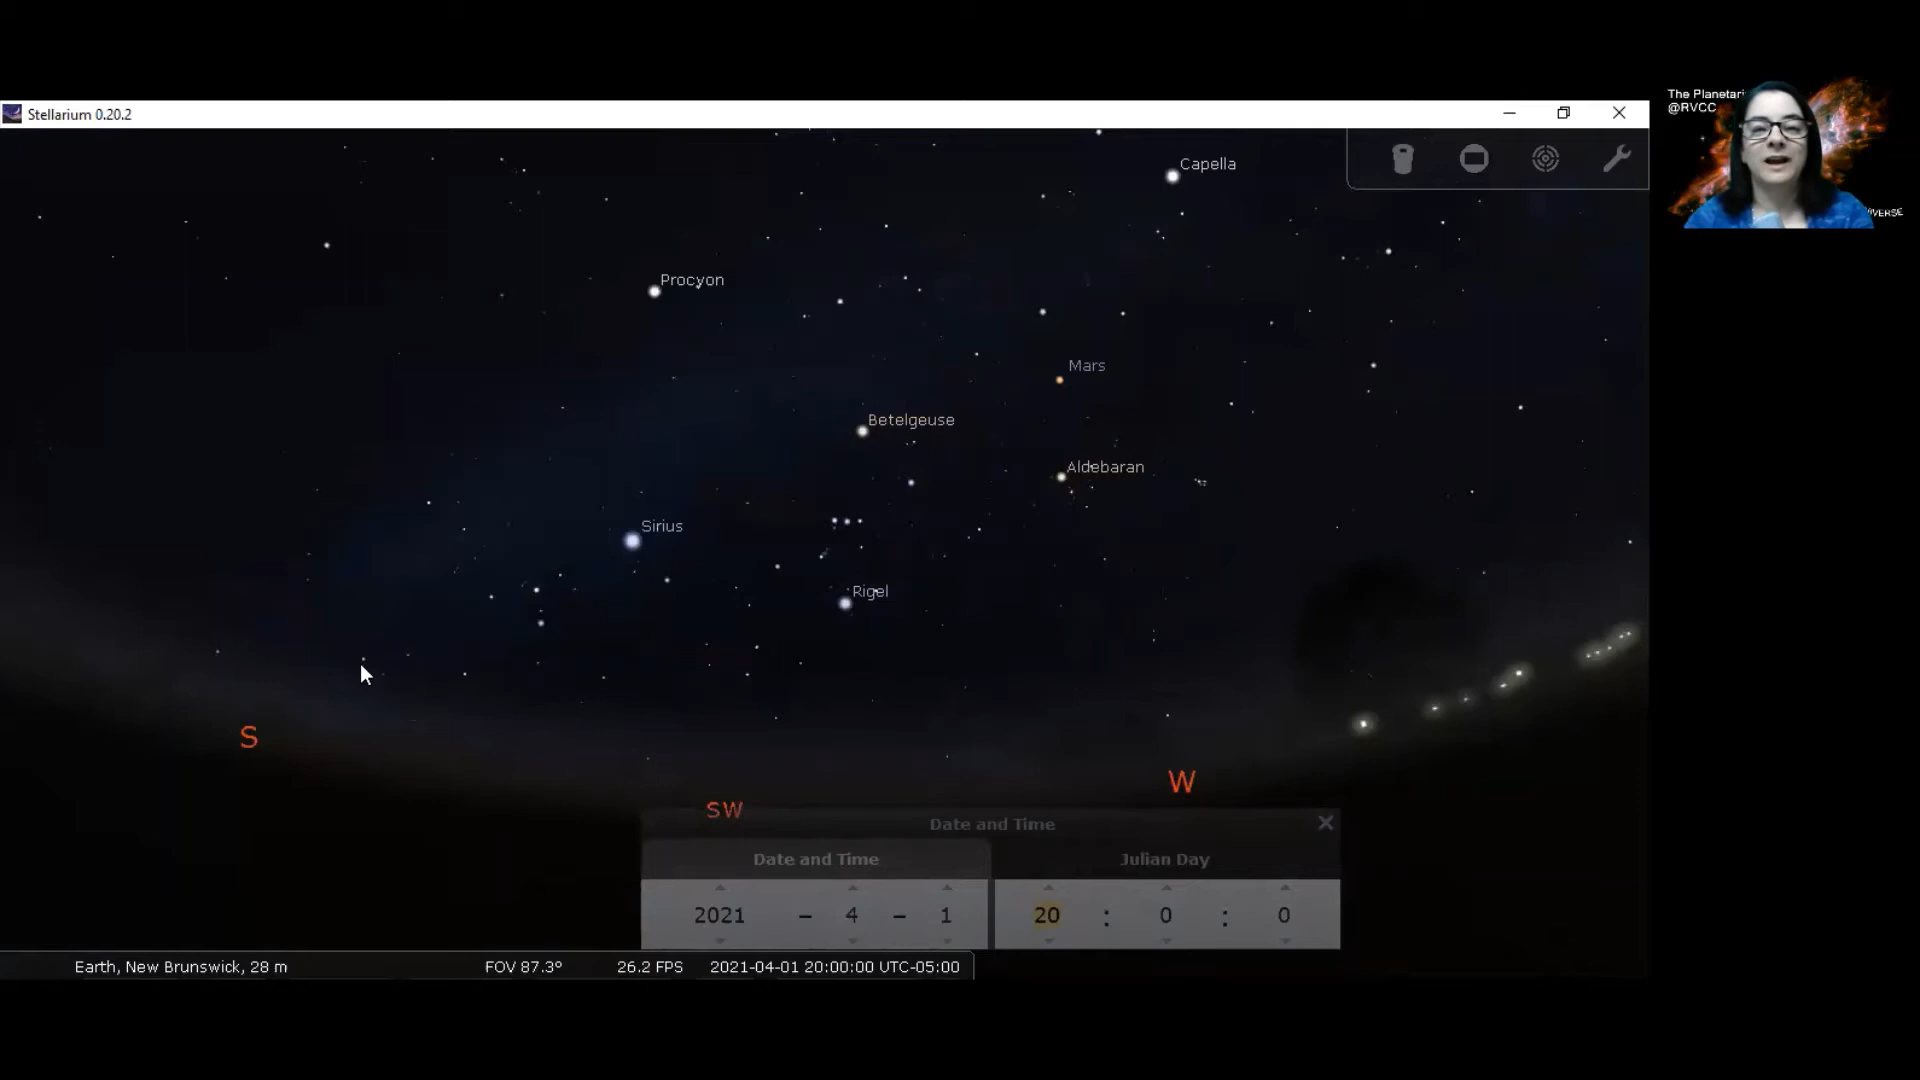 Stellarium 0.20.2
The Planetari
@RVCC
Capella
Procyon
Mars
Betelgeuse
Aldebaran
Sirius
Rigel
S
SW
W
Date and Time
Date and Time
Julian Day
2021 – 4 – 1
20 : 0 : 0
Earth, New Brunswick, 28 m
FOV 87.3°
26.2 FPS
2021-04-01 20:00:00 UTC-05:00